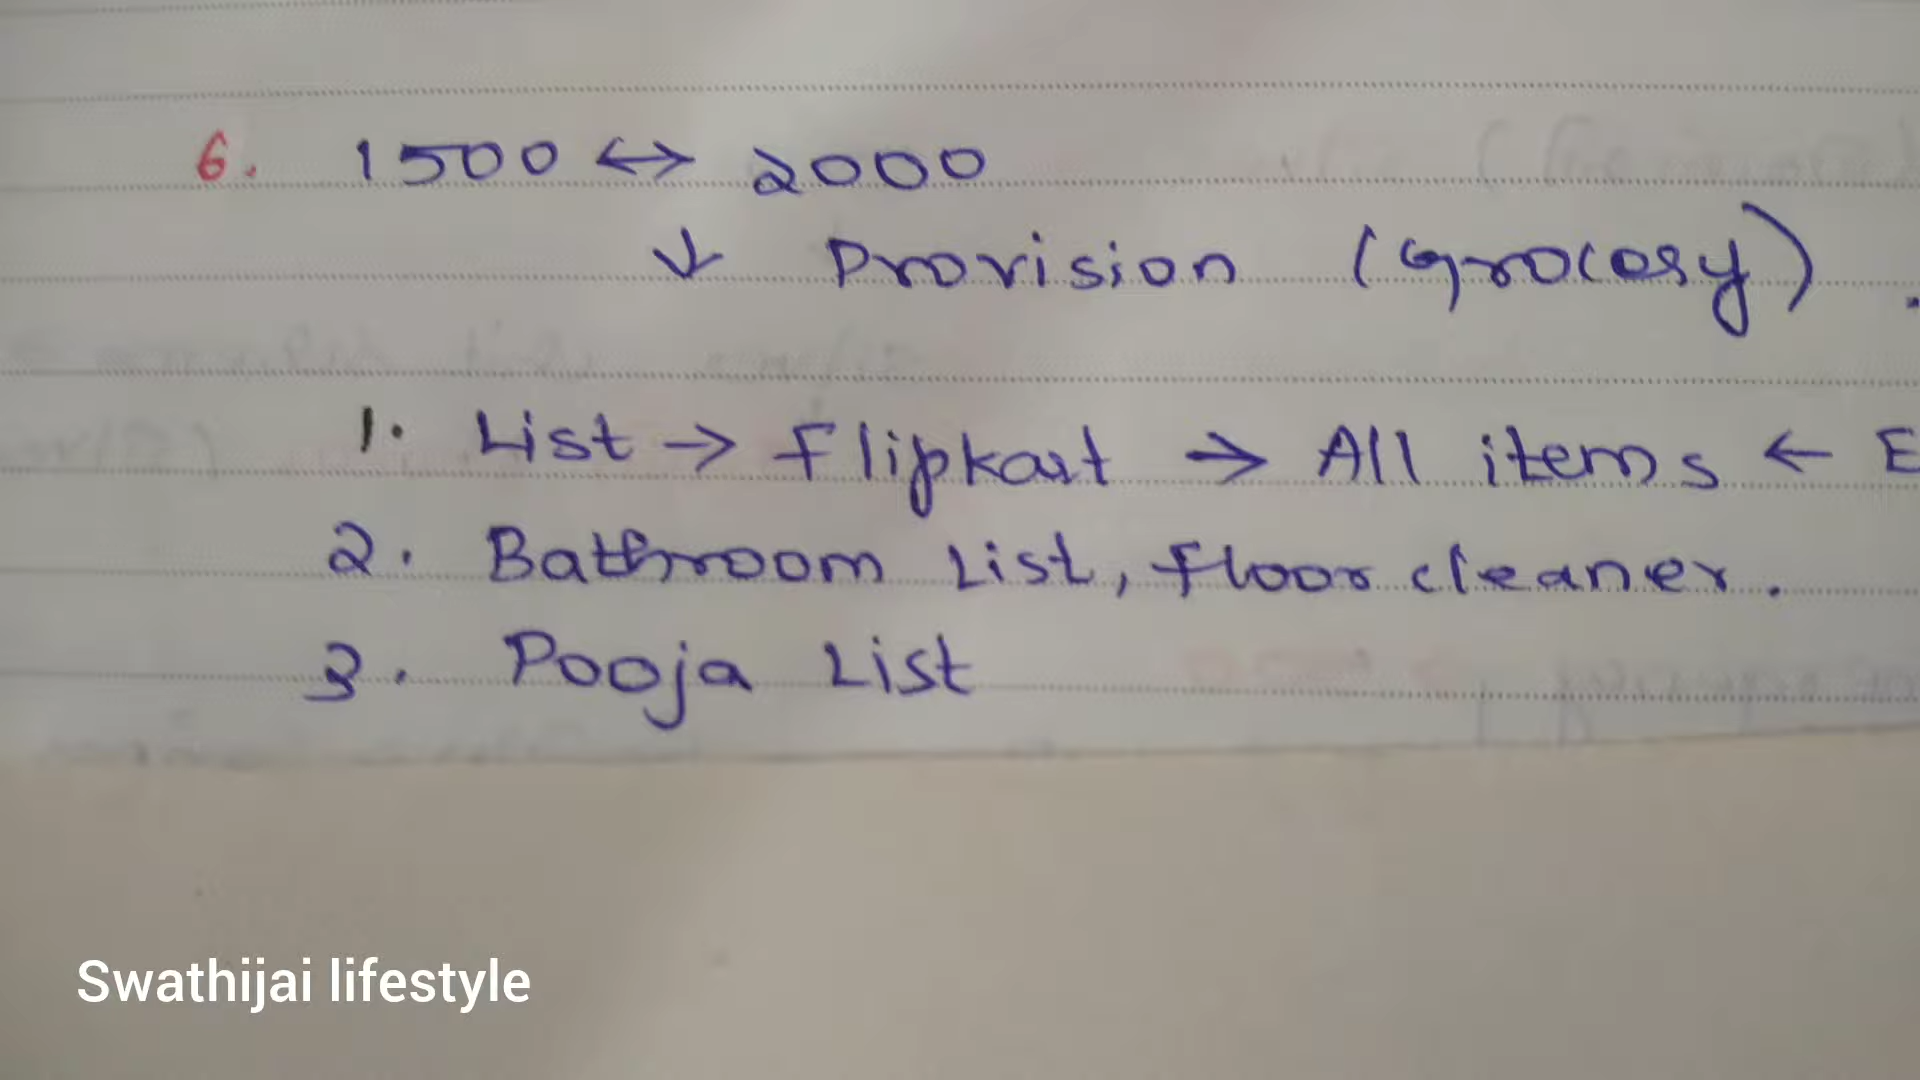 6. 1500 ↔ 2000
↓ Provision (Grocosy) .
1. List → Flipkart → All items ← E
2. Bathroom List, Floor cleaner.
3. Pooja List
Swathijai lifestyle